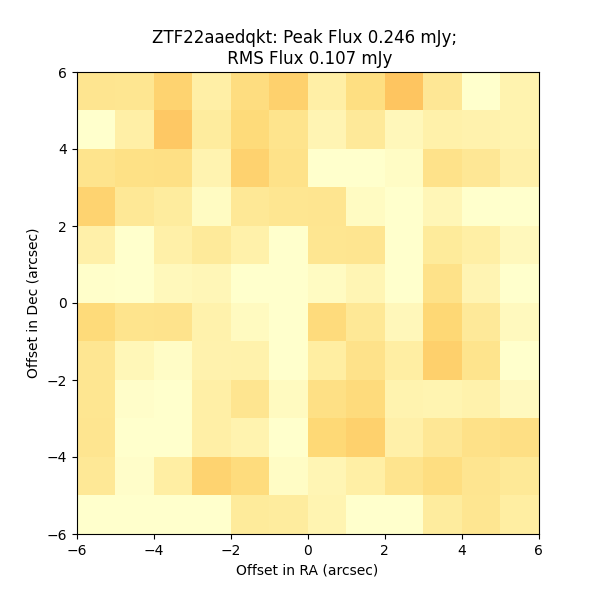 ZTF22aaedqkt: Peak Flux 0.246 mJy;
RMS Flux 0.107 mJy
6
4
2
0
−2
−4
−6
Offset in Dec (arcsec)
−6 −4 −2 0 2 4 6
Offset in RA (arcsec)